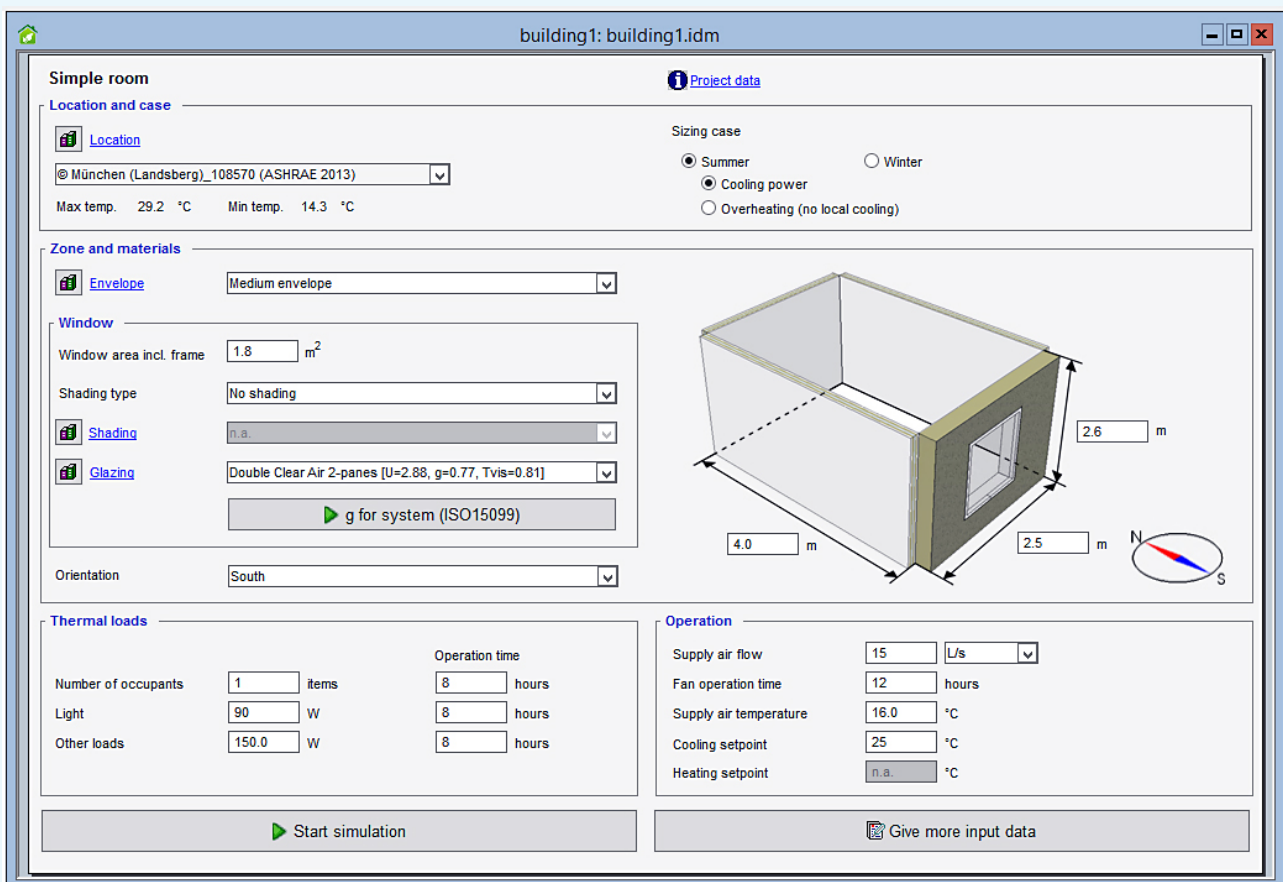 building1: building1.idm
Simple room
Project data
Location and case
Location
© München (Landsberg)_108570 (ASHRAE 2013)
Max temp. 29.2 °C Min temp. 14.3 °C
Sizing case
Summer Winter
Cooling power
Overheating (no local cooling)
Zone and materials
Envelope Medium envelope
Window
Window area incl. frame 1.8 m²
Shading type No shading
Shading n.a.
Glazing Double Clear Air 2-panes [U=2.88, g=0.77, Tvis=0.81]
g for system (ISO15099)
Orientation South
2.6 m
4.0 m
2.5 m
N
S
Thermal loads
Operation time
Number of occupants 1 items 8 hours
Light 90 W 8 hours
Other loads 150.0 W 8 hours
Operation
Supply air flow 15 L/s
Fan operation time 12 hours
Supply air temperature 16.0 °C
Cooling setpoint 25 °C
Heating setpoint n.a. °C
Start simulation
Give more input data